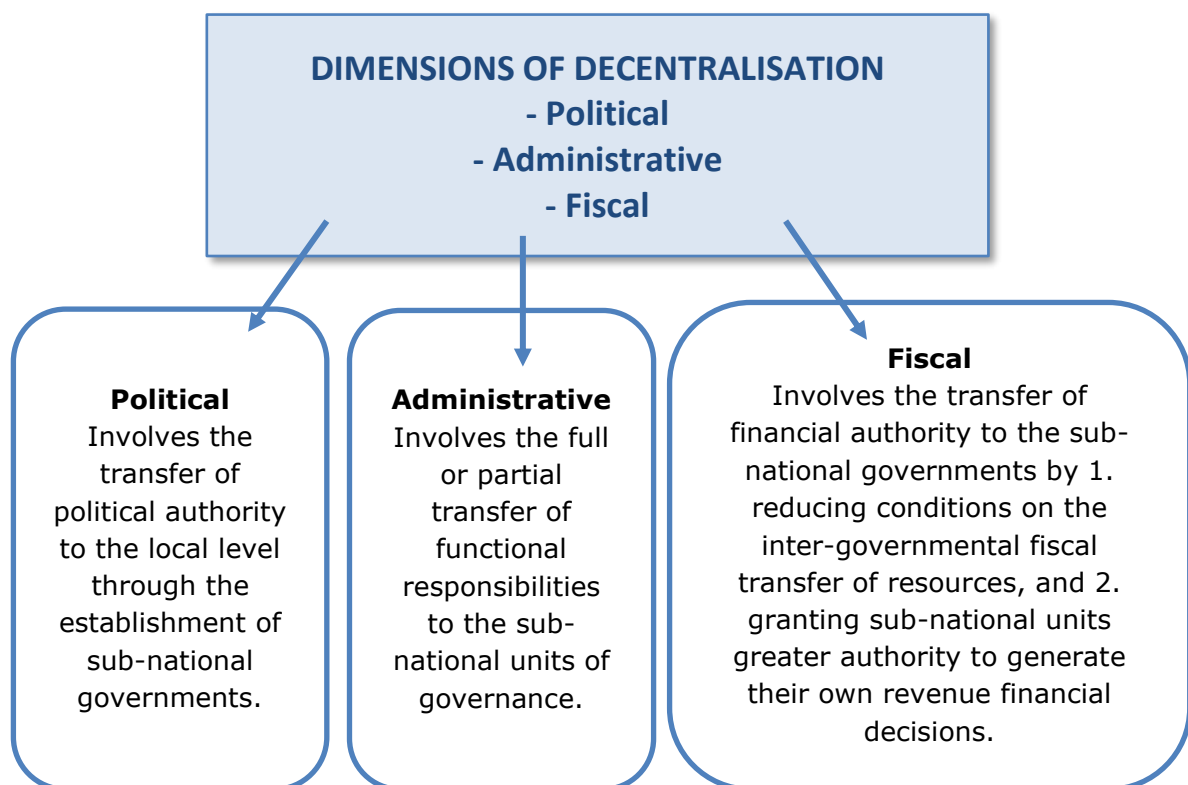 DIMENSIONS OF DECENTRALISATION
- Political
- Administrative
- Fiscal
Political
Involves the
transfer of
political authority
to the local level
through the
establishment of
sub-national
governments.
Administrative
Involves the full
or partial
transfer of
functional
responsibilities
to the sub-
national units of
governance.
Fiscal
Involves the transfer of
financial authority to the sub-
national governments by 1.
reducing conditions on the
inter-governmental fiscal
transfer of resources, and 2.
granting sub-national units
greater authority to generate
their own revenue financial
decisions.